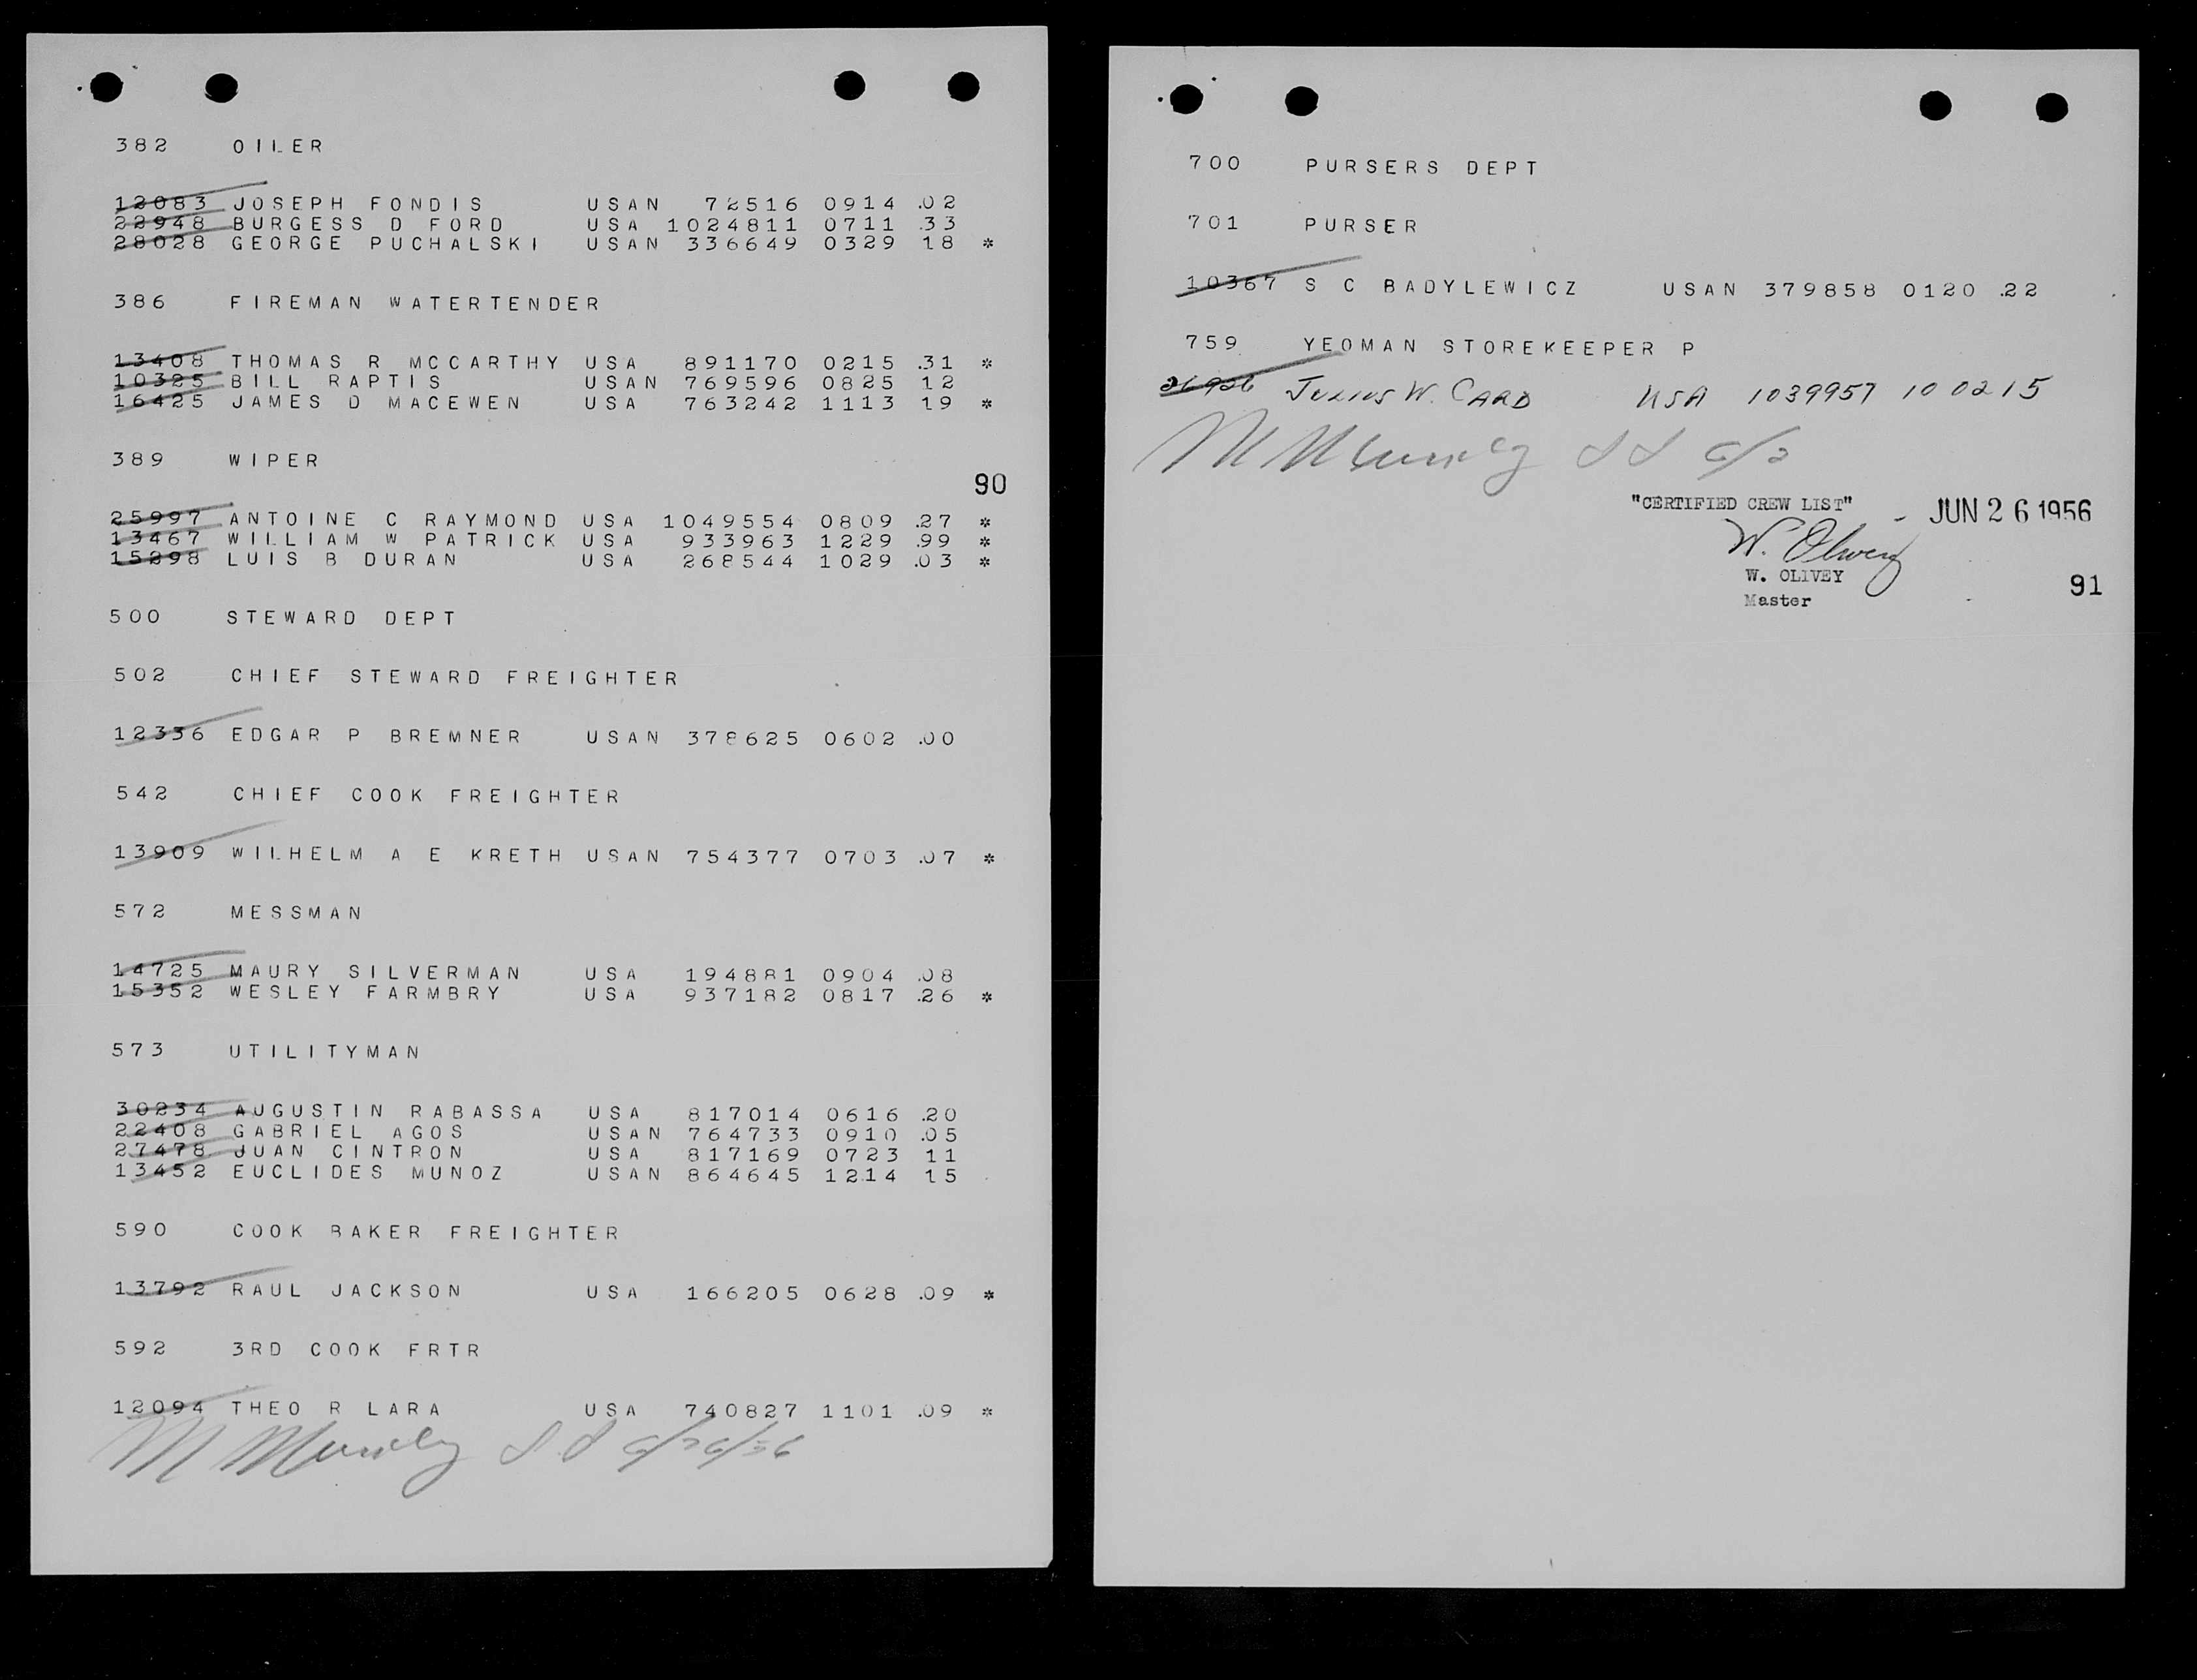 382 OILER
12083 JOSEPH FONDIS USAN 72516 0914 .02
22948 BURGESS D FORD USA 1024811 0711 .33
28028 GEORGE PUCHALSKI USAN 336649 0329 18 *
386 FIREMAN WATERTENDER
13408 THOMAS R MCCARTHY USA 891170 0215 .31 *
10325 BILL RAPTIS USAN 769596 0825 12
16425 JAMES D MACEWEN USA 763242 1113 19 *
389 WIPER
90
25997 ANTOINE C RAYMOND USA 1049554 0809 .27 *
13467 WILLIAM W PATRICK USA 933963 1229 .99 *
15298 LUIS B DURAN USA 268544 1029 .03 *
500 STEWARD DEPT
502 CHIEF STEWARD FREIGHTER
12336 EDGAR P BREMNER USAN 378625 0602 .00
542 CHIEF COOK FREIGHTER
13909 WILHELM A E KRETH USAN 754377 0703 .07 *
572 MESSMAN
14725 MAURY SILVERMAN USA 194881 0904 .08
15352 WESLEY FARMBRY USA 937182 0817 .26 *
573 UTILITYMAN
30234 AUGUSTIN RABASSA USA 817014 0616 .20
22408 GABRIEL AGOS USAN 764733 0910 .05
27478 JUAN CINTRON USA 817169 0723 11
13452 EUCLIDES MUNOZ USAN 864645 1214 15
590 COOK BAKER FREIGHTER
13792 RAUL JACKSON USA 166205 0628 .09 *
592 3RD COOK FRTR
12094 THEO R LARA USA 740827 1101 .09 *
6/26/56
700 PURSERS DEPT
701 PURSER
10367 S C BADYLEWICZ USAN 379858 0120 .22
759 YEOMAN STOREKEEPER P
26926 JULIUS W. CARD USA 1039957 10 0215
"CERTIFIED CREW LIST" - JUN 26 1956
W. Olivey
W. OLIVEY
Master
91